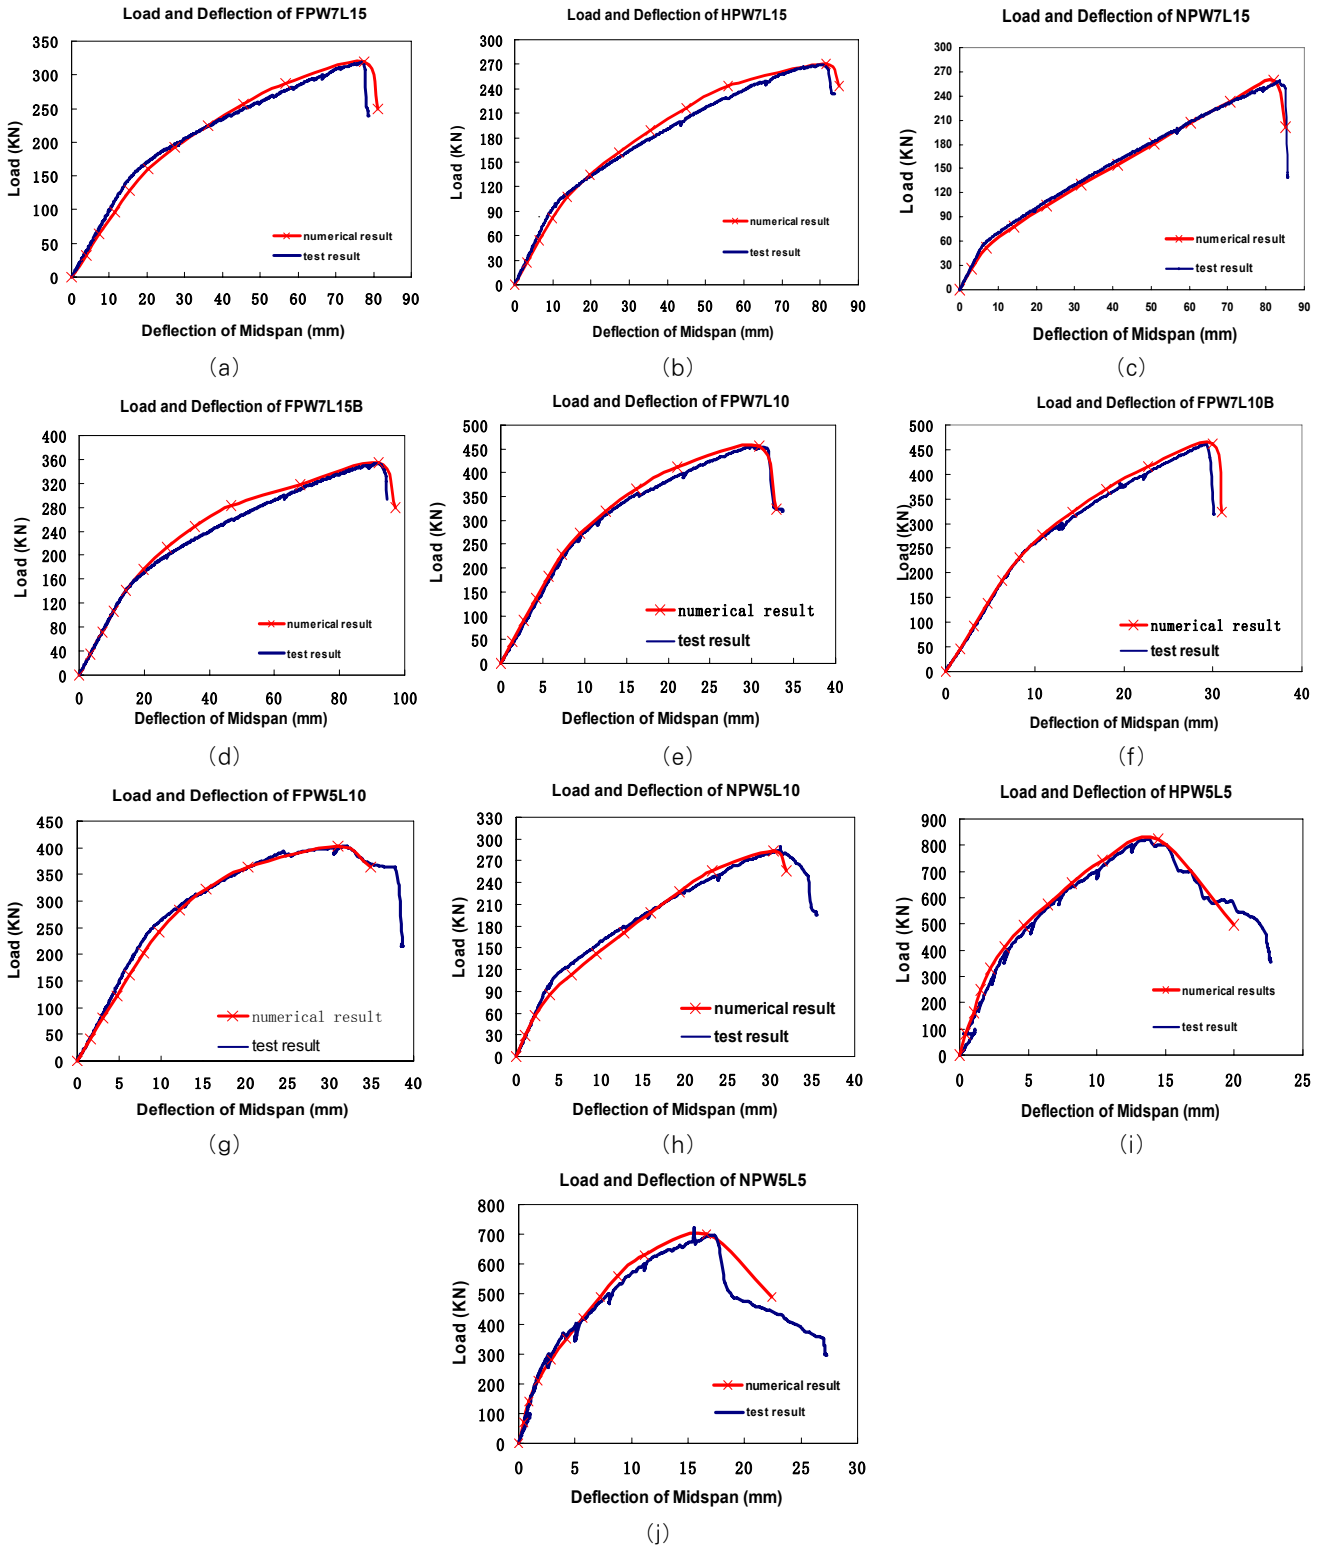 Load and Deflection of FPW7L15
Load (KN)
350
300
250
200
150
100
50
0
numerical result
test result
0 10 20 30 40 50 60 70 80 90
Deflection of Midspan (mm)
(a)
Load and Deflection of HPW7L15
Load (KN)
300
270
240
210
180
150
120
90
60
30
0
numerical result
test result
0 10 20 30 40 50 60 70 80 90
Deflection of Midspan (mm)
(b)
Load and Deflection of NPW7L15
Load (KN)
300
270
240
210
180
150
120
90
60
30
0
numerical result
test result
0 10 20 30 40 50 60 70 80 90
Deflection of Midspan (mm)
(c)
Load and Deflection of FPW7L15B
Load (KN)
400
360
320
280
240
200
160
120
80
40
0
numerical result
test result
0 20 40 60 80 100
Deflection of Midspan (mm)
(d)
Load and Deflection of FPW7L10
Load (KN)
500
450
400
350
300
250
200
150
100
50
0
numerical result
test result
0 5 10 15 20 25 30 35 40
Deflection of Midspan (mm)
(e)
Load and Deflection of FPW7L10B
Load (KN)
500
450
400
350
300
250
200
150
100
50
0
numerical result
test result
0 10 20 30 40
Deflection of Midspan (mm)
(f)
Load and Deflection of FPW5L10
Load (KN)
450
400
350
300
250
200
150
100
50
0
numerical result
test result
0 5 10 15 20 25 30 35 40
Deflection of Midspan (mm)
(g)
Load and Deflection of NPW5L10
Load (KN)
330
300
270
240
210
180
150
120
90
60
30
0
numerical result
test result
0 5 10 15 20 25 30 35 40
Deflection of Midspan (mm)
(h)
Load and Deflection of HPW5L5
Load (KN)
900
800
700
600
500
400
300
200
100
0
numerical results
test result
0 5 10 15 20 25
Deflection of Midspan (mm)
(i)
Load and Deflection of NPW5L5
Load (KN)
800
700
600
500
400
300
200
100
0
numerical result
test result
0 5 10 15 20 25 30
Deflection of Midspan (mm)
(j)